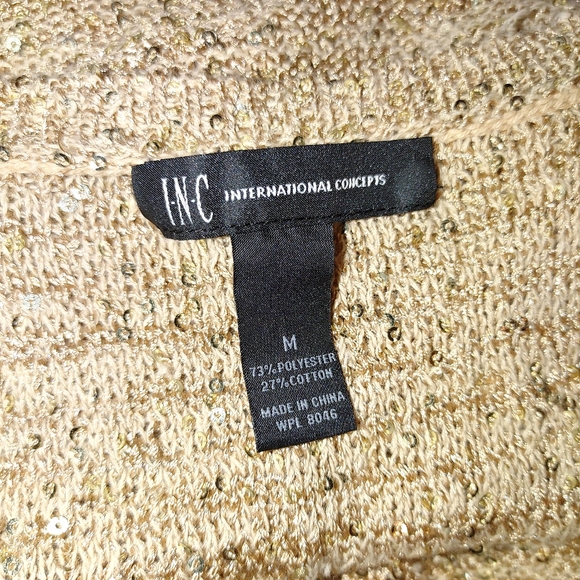 I·N·C INTERNATIONAL CONCEPTS
M
73% POLYESTER
27% COTTON
MADE IN CHINA
WPL 8046